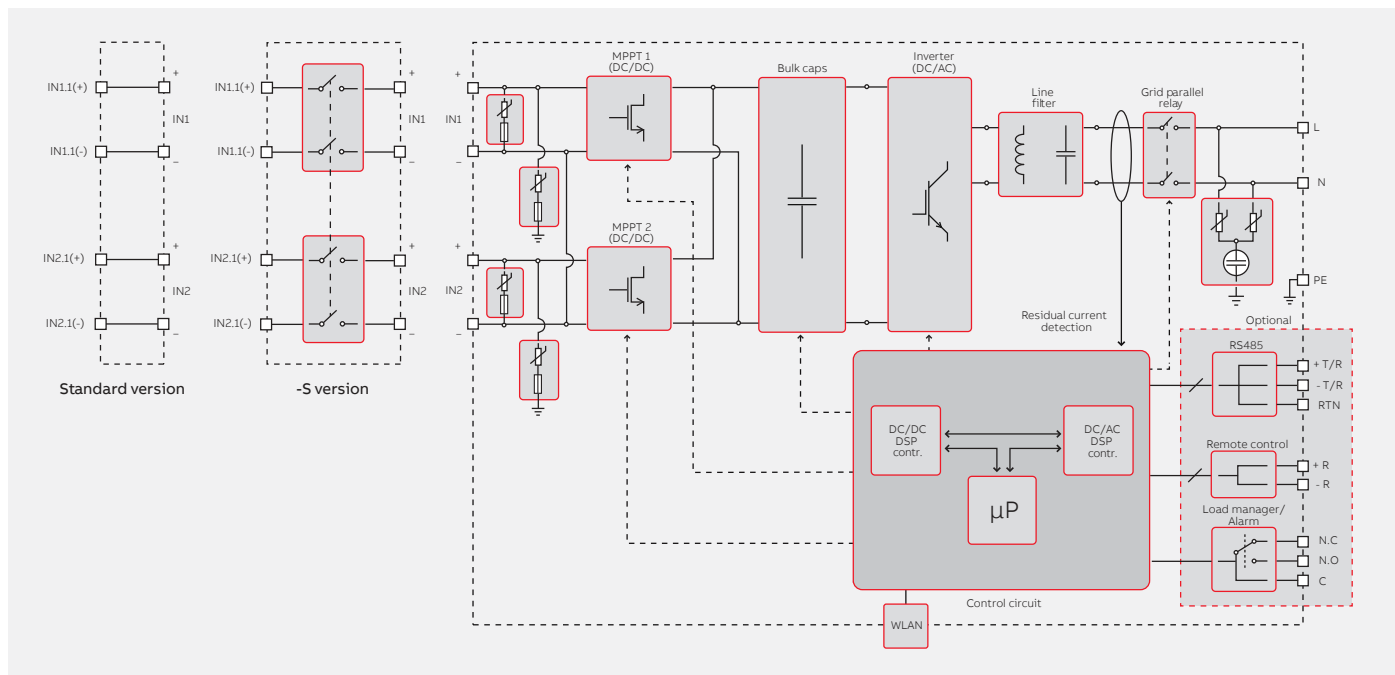 IN1.1(+)
+
IN1
IN1.1(-)
–
IN2.1(+)
+
IN2
IN2.1(-)
–
Standard version
IN1.1(+)
+
IN1
IN1.1(-)
–
IN2.1(+)
+
IN2
IN2.1(-)
–
-S version
+
IN1
–
+
IN2
–
MPPT 1
(DC/DC)
MPPT 2
(DC/DC)
Bulk caps
Inverter
(DC/AC)
Line
filter
Grid parallel
relay
L
N
PE
Residual current
detection
Optional
RS485
+ T/R
- T/R
RTN
Remote control
+ R
- R
Load manager/
Alarm
N.C
N.O
C
DC/DC
DSP
contr.
DC/AC
DSP
contr.
µP
Control circuit
WLAN